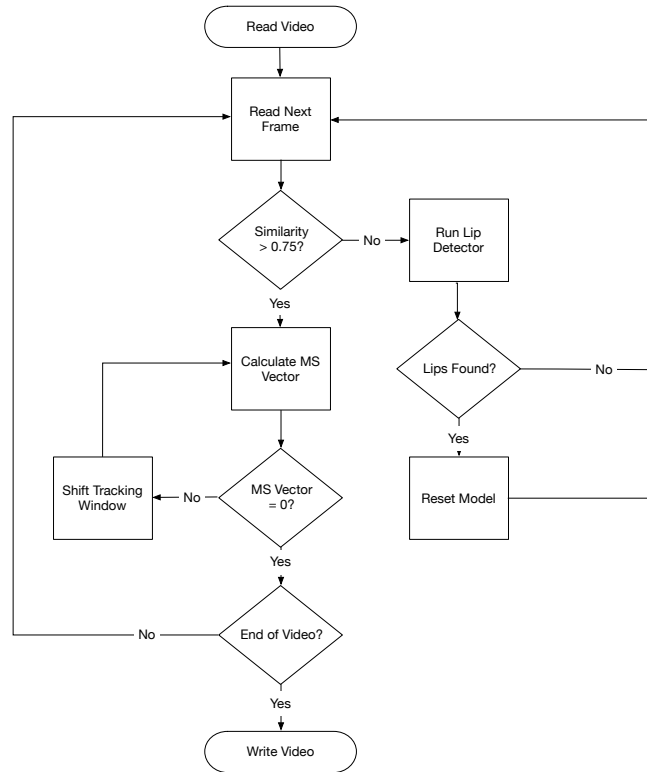 Read Video
Read Next
Frame
Similarity
> 0.75?
No
Run Lip
Detector
Yes
Calculate MS
Vector
Lips Found?
No
Yes
Shift Tracking
Window
No
MS Vector
= 0?
Reset Model
Yes
No
End of Video?
Yes
Write Video